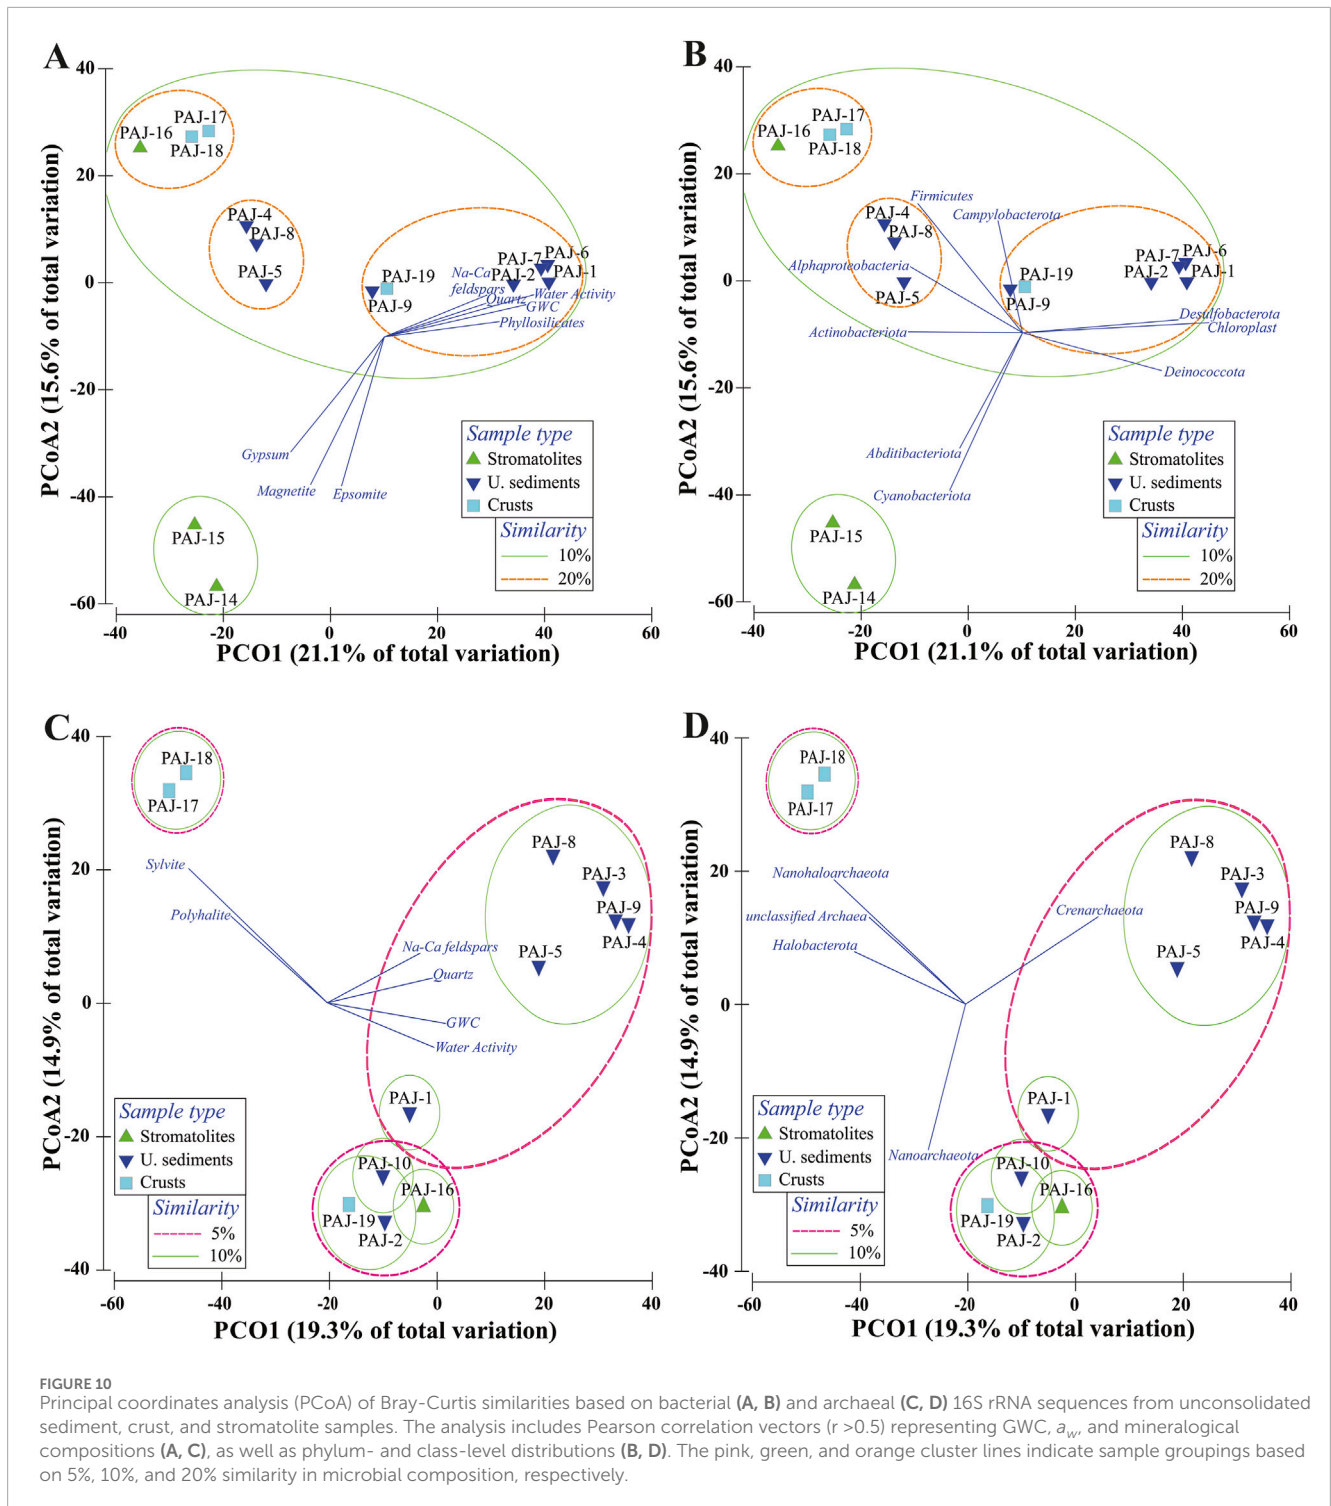 A
PCoA2 (15.6% of total variation)
40
20
0
-20
-40
-60
PAJ-17
PAJ-16
PAJ-18
PAJ-4
PAJ-8
PAJ-5
PAJ-19
PAJ-9
PAJ-7
PAJ-6
PAJ-2
PAJ-1
Na-Ca
feldspars
Quartz
Water Activity
GWC
Phyllosilicates
Gypsum
Magnetite
Epsomite
PAJ-15
PAJ-14
Sample type
Stromatolites
U. sediments
Crusts
Similarity
10%
20%
-40
-20
0
20
40
60
PCO1 (21.1% of total variation)
B
PCoA2 (15.6% of total variation)
40
20
0
-20
-40
-60
PAJ-17
PAJ-16
PAJ-18
PAJ-4
PAJ-8
PAJ-5
Firmicutes
Campylobacterota
Alphaproteobacteria
Actinobacteriota
PAJ-19
PAJ-9
PAJ-7
PAJ-6
PAJ-2
PAJ-1
Desulfobacterota
Chloroplast
Deinococcota
Abditibacteriota
Cyanobacteriota
PAJ-15
PAJ-14
Sample type
Stromatolites
U. sediments
Crusts
Similarity
10%
20%
-40
-20
0
20
40
60
PCO1 (21.1% of total variation)
C
PCoA2 (14.9% of total variation)
40
20
0
-20
-40
PAJ-18
PAJ-17
Sylvite
Polyhalite
Na-Ca feldspars
Quartz
GWC
Water Activity
PAJ-8
PAJ-3
PAJ-9
PAJ-4
PAJ-5
PAJ-1
PAJ-10
PAJ-16
PAJ-19
PAJ-2
Sample type
Stromatolites
U. sediments
Crusts
Similarity
5%
10%
-60
-40
-20
0
20
40
PCO1 (19.3% of total variation)
D
PCoA2 (14.9% of total variation)
40
20
0
-20
-40
PAJ-18
PAJ-17
Nanohaloarchaeota
unclassified Archaea
Halobacterota
Crenarchaeota
Nanoarchaeota
PAJ-8
PAJ-3
PAJ-9
PAJ-4
PAJ-5
PAJ-1
PAJ-10
PAJ-16
PAJ-19
PAJ-2
Sample type
Stromatolites
U. sediments
Crusts
Similarity
5%
10%
-60
-40
-20
0
20
40
PCO1 (19.3% of total variation)
FIGURE 10
Principal coordinates analysis (PCoA) of Bray-Curtis similarities based on bacterial (A, B) and archaeal (C, D) 16S rRNA sequences from unconsolidated
sediment, crust, and stromatolite samples. The analysis includes Pearson correlation vectors (r >0.5) representing GWC, aw, and mineralogical
compositions (A, C), as well as phylum- and class-level distributions (B, D). The pink, green, and orange cluster lines indicate sample groupings based
on 5%, 10%, and 20% similarity in microbial composition, respectively.